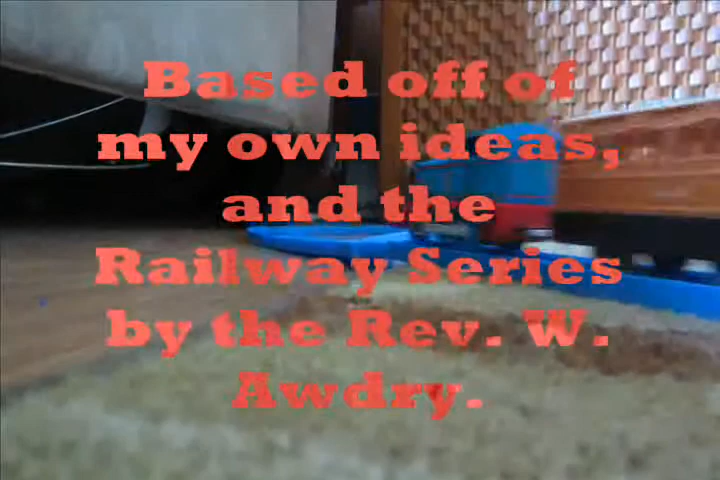 Based off of
my own ideas,
and the
Railway Series
by the Rev. W.
Awdry.